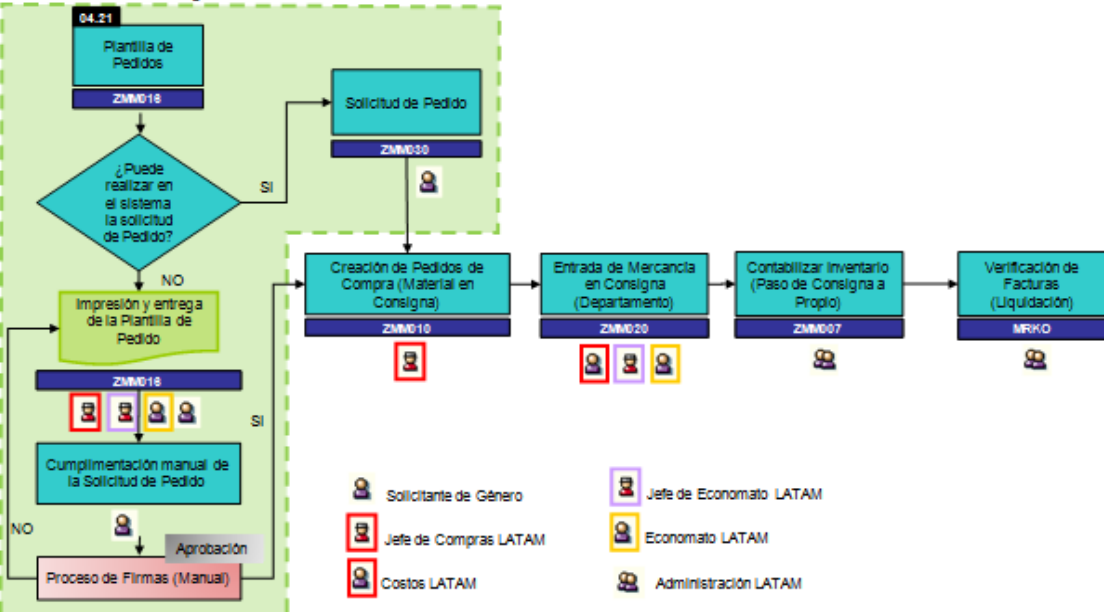 04.21
Plantilla de
Pedidos
ZMM016
¿Puede
realizar en
el sistema
la solicitud
de Pedido?
SI
NO
Solicitud de Pedido
ZMM030
Impresión y entrega
de la Plantilla de
Pedido
ZMM016
Cumplimentación manual de
la Solicitud de Pedido
NO
SI
Aprobación
Proceso de Firmas (Manual)
Creación de Pedidos de
Compra (Material en
Consigna)
ZMM010
Entrada de Mercancía
en Consigna
(Departamento)
ZMM020
Contabilizar Inventario
(Paso de Consigna a
Propio)
ZMM007
Verificación de
Facturas
(Liquidación)
MRKO
Solicitante de Género
Jefe de Compras LATAM
Costos LATAM
Jefe de Economato LATAM
Economato LATAM
Administración LATAM